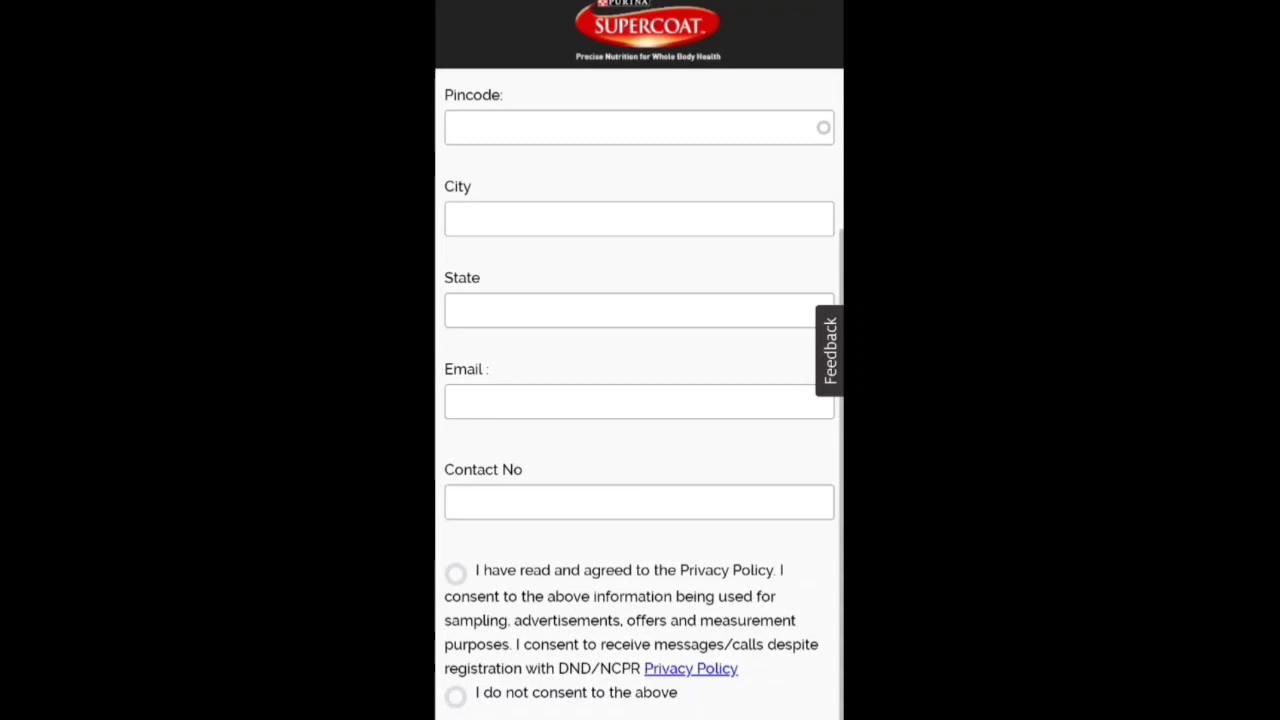 PURINA
SUPERCOAT
Precise Nutrition for Whole Body Health
Pincode:
City
State
Feedback
Email :
Contact No
I have read and agreed to the Privacy Policy. I
consent to the above information being used for
sampling, advertisements, offers and measurement
purposes. I consent to receive messages/calls despite
registration with DND/NCPR Privacy Policy
I do not consent to the above